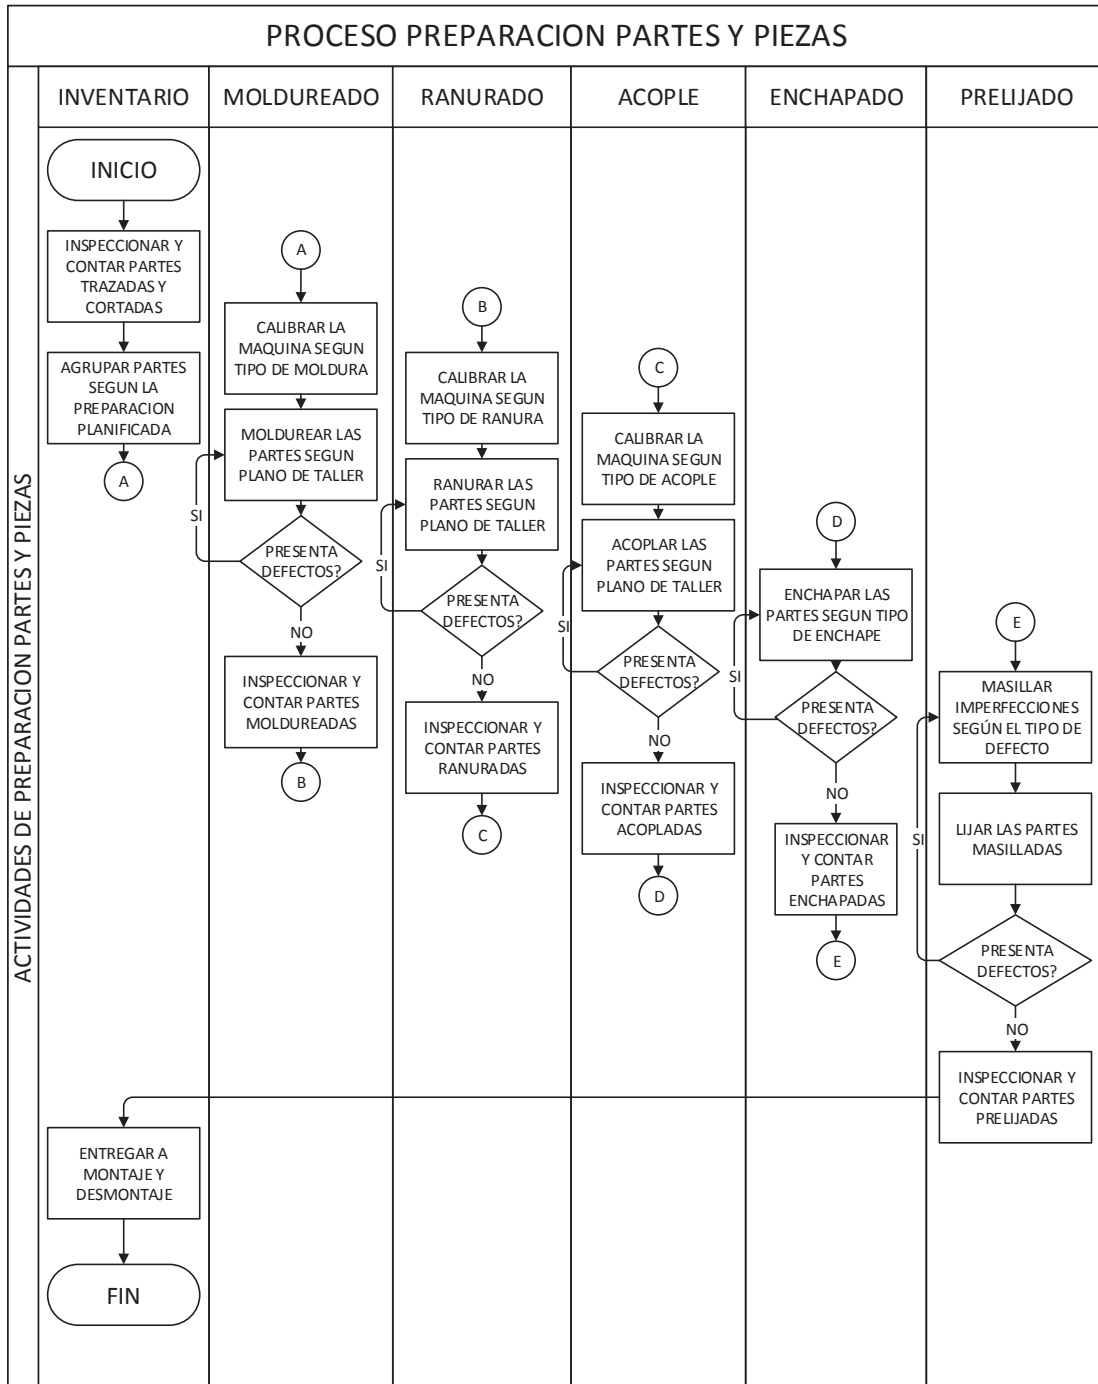 PROCESO PREPARACION PARTES Y PIEZAS
ACTIVIDADES DE PREPARACION PARTES Y PIEZAS
INVENTARIO
MOLDUREADO
RANURADO
ACOPLE
ENCHAPADO
PRELIJADO
INICIO
INSPECCIONAR Y
CONTAR PARTES
TRAZADAS Y
CORTADAS
AGRUPAR PARTES
SEGUN LA
PREPARACION
PLANIFICADA
A
A
CALIBRAR LA
MAQUINA SEGUN
TIPO DE MOLDURA
MOLDUREAR LAS
PARTES SEGUN
PLANO DE TALLER
SI
PRESENTA
DEFECTOS?
NO
INSPECCIONAR Y
CONTAR PARTES
MOLDUREADAS
B
B
CALIBRAR LA
MAQUINA SEGUN
TIPO DE RANURA
RANURAR LAS
PARTES SEGUN
PLANO DE TALLER
SI
PRESENTA
DEFECTOS?
NO
INSPECCIONAR Y
CONTAR PARTES
RANURADAS
C
C
CALIBRAR LA
MAQUINA SEGUN
TIPO DE ACOPLE
ACOPLAR LAS
PARTES SEGUN
PLANO DE TALLER
SI
PRESENTA
DEFECTOS?
NO
INSPECCIONAR Y
CONTAR PARTES
ACOPLADAS
D
D
ENCHAPAR LAS
PARTES SEGUN TIPO
DE ENCHAPE
SI
PRESENTA
DEFECTOS?
NO
INSPECCIONAR
Y CONTAR
PARTES
ENCHAPADAS
E
E
MASILLAR
IMPERFECCIONES
SEGÚN EL TIPO DE
DEFECTO
LIJAR LAS PARTES
MASILLADAS
SI
PRESENTA
DEFECTOS?
NO
INSPECCIONAR Y
CONTAR PARTES
PRELIJADAS
ENTREGAR A
MONTAJE Y
DESMONTAJE
FIN